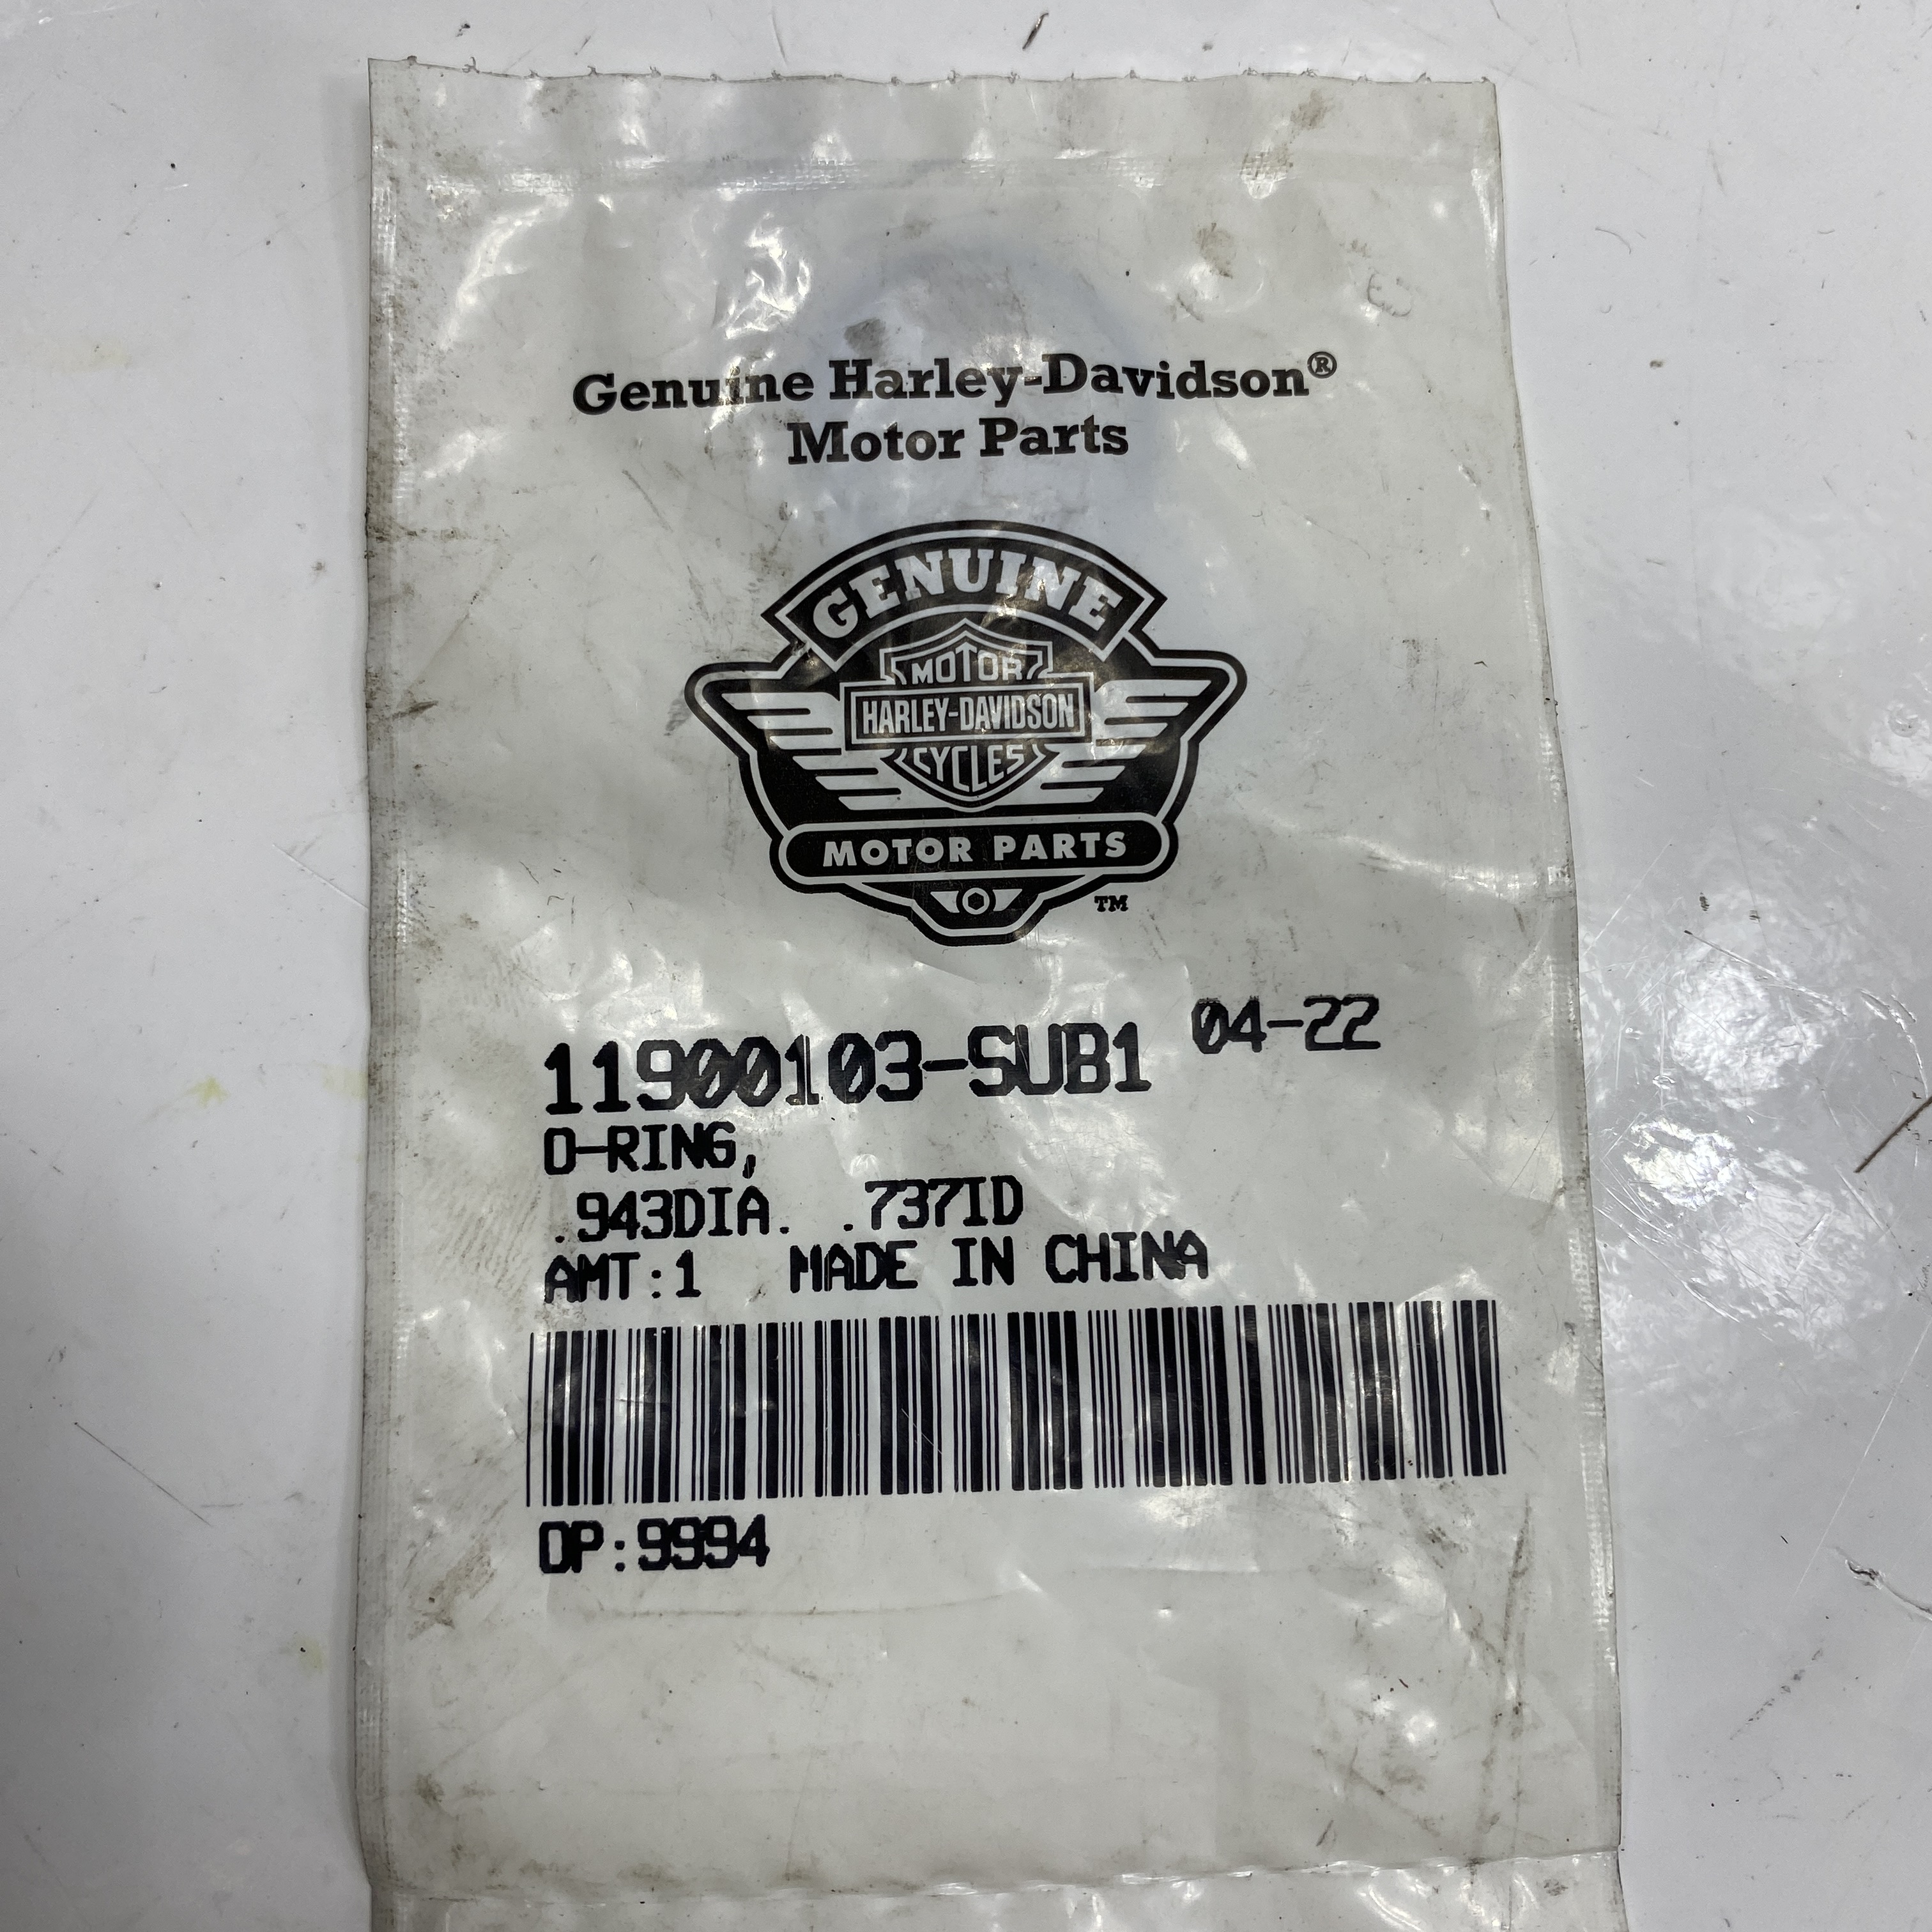 Genuine Harley-Davidson®
Motor Parts
GENUINE
MOTOR
HARLEY-DAVIDSON
CYCLES
MOTOR PARTS
TM
11900103-SUB1 04-22
O-RING,
.943DIA. .737ID
AMT:1 MADE IN CHINA
OP:9994